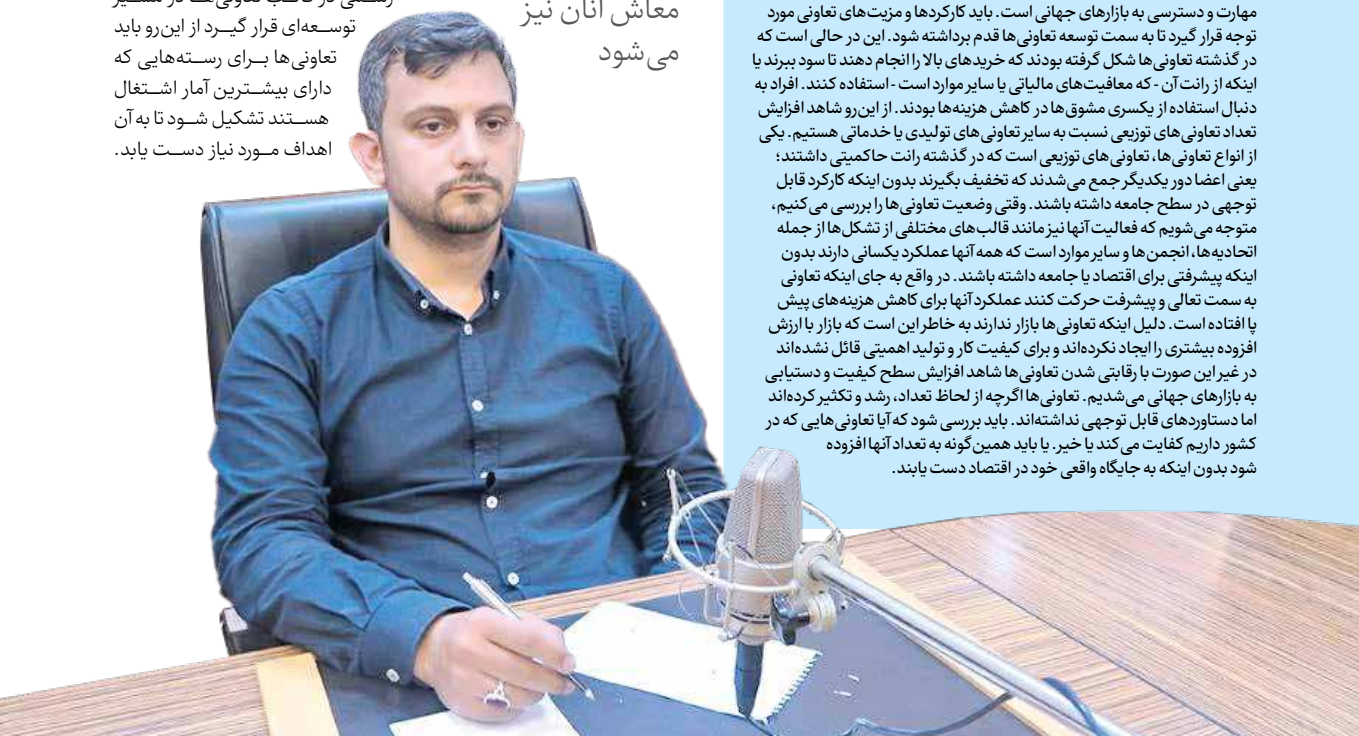 مهارت و دسترسی به بازارهای جهانی است. باید کارکردها و مزیت‌های تعاونی مورد
توجه قرار گیرد تا به سمت توسعه تعاونی‌ها قدم برداشته شود. این در حالی است که
در گذشته تعاونی‌ها شکل گرفته بودند که خریدهای بالا را انجام دهند تا سود ببرند یا
اینکه از رانت آن - که معافیت‌های مالیاتی یا سایر موارد است - استفاده کنند. افراد به
دنبال استفاده از یکسری مشوق‌ها در کاهش هزینه‌ها بودند. از این‌رو شاهد افزایش
تعداد تعاونی‌های توزیعی نسبت به سایر تعاونی‌های تولیدی یا خدماتی هستیم. یکی
از انواع تعاونی‌ها، تعاونی‌های توزیعی است که در گذشته رانت حاکمیتی داشتند؛
یعنی اعضا دور یکدیگر جمع می‌شدند که تخفیف بگیرند بدون اینکه کارکرد قابل
توجهی در سطح جامعه داشته باشند. وقتی وضعیت تعاونی‌ها را بررسی می‌کنیم،
متوجه می‌شویم که فعالیت آنها نیز مانند قالب‌های مختلفی از تشکل‌ها از جمله
اتحادیه‌ها، انجمن‌ها و سایر موارد است که همه آنها عملکرد یکسانی دارند بدون
اینکه پیشرفتی برای اقتصاد یا جامعه داشته باشند. در واقع به جای اینکه تعاونی
به سمت تعالی و پیشرفت حرکت کنند عملکرد آنها برای کاهش هزینه‌های پیش
پا افتاده است. دلیل اینکه تعاونی‌ها بازار ندارند به خاطر این است که بازار با ارزش
افزوده بیشتری را ایجاد نکرده‌اند و برای کیفیت کار و تولید اهمیتی قائل نشده‌اند
در غیر این صورت با رقابتی شدن تعاونی‌ها شاهد افزایش سطح کیفیت و دستیابی
به بازارهای جهانی می‌شدیم. تعاونی‌ها اگرچه از لحاظ تعداد، رشد و تکثیر کرده‌اند
اما دستاوردهای قابل توجهی نداشته‌اند. باید بررسی شود که آیا تعاونی‌هایی که در
کشور داریم کفایت می‌کند یا خیر. یا باید همین‌گونه به تعداد آنها افزوده
شود بدون اینکه به جایگاه واقعی خود در اقتصاد دست یابند.
معاش آنان نیز
می‌شود
توسعه‌ای قرار گیرد از این‌رو باید
تعاونی‌ها برای رسته‌هایی که
دارای بیشترین آمار اشتغال
هستند تشکیل شود تا به آن
اهداف مورد نیاز دست یابد.